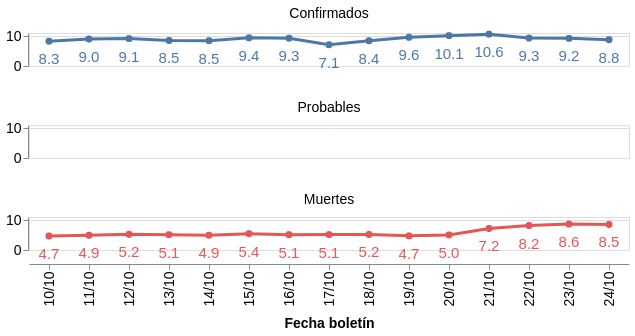 Confirmados
10
0
8.3 9.0 9.1 8.5 8.5 9.4 9.3 7.1 8.4 9.6 10.1 10.6 9.3 9.2 8.8
Probables
10
0
Muertes
10
0
4.7 4.9 5.2 5.1 4.9 5.4 5.1 5.1 5.2 4.7 5.0 7.2 8.2 8.6 8.5
10/10 11/10 12/10 13/10 14/10 15/10 16/10 17/10 18/10 19/10 20/10 21/10 22/10 23/10 24/10
Fecha boletín